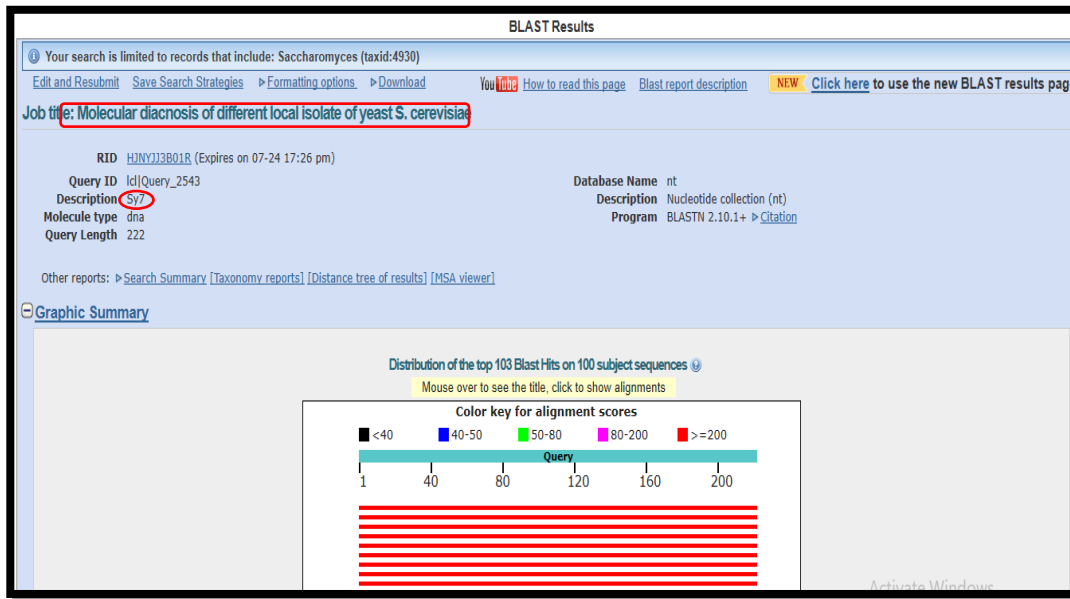 BLAST Results
Your search is limited to records that include: Saccharomyces (taxid:4930)
Edit and Resubmit Save Search Strategies Formatting options Download You Tube How to read this page Blast report description NEW Click here to use the new BLAST results pag
Job title: Molecular diacnosis of different local isolate of yeast S. cerevisiae
RID HJNYJJ3B01R (Expires on 07-24 17:26 pm)
Query ID lcl|Query_2543
Description Sy7
Molecule type dna
Query Length 222
Database Name nt
Description Nucleotide collection (nt)
Program BLASTN 2.10.1+ Citation
Other reports: Search Summary [Taxonomy reports] [Distance tree of results] [MSA viewer]
Graphic Summary
Distribution of the top 103 Blast Hits on 100 subject sequences
Mouse over to see the title, click to show alignments
Color key for alignment scores
<40 40-50 50-80 80-200 >=200
Query
1 40 80 120 160 200
Activate Windows